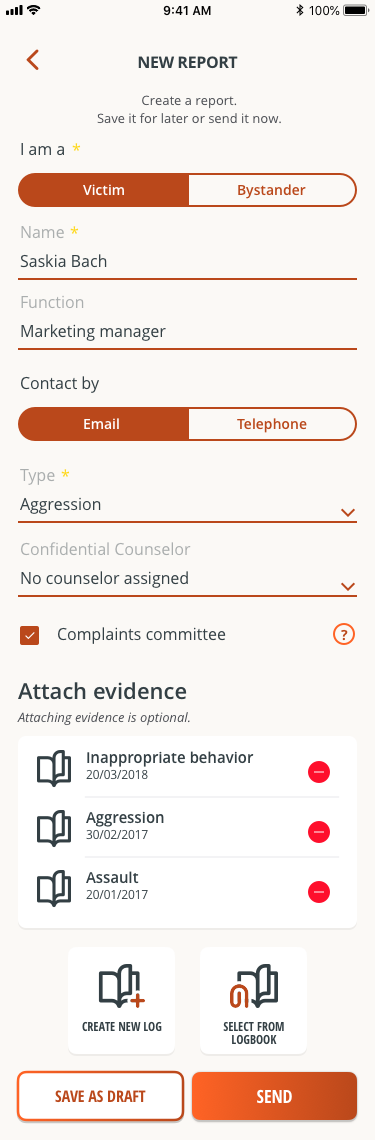 9:41 AM 100%
NEW REPORT
Create a report.
Save it for later or send it now.
I am a *
Victim Bystander
Name *
Saskia Bach
Function
Marketing manager
Contact by
Email Telephone
Type *
Aggression
Confidential Counselor
No counselor assigned
Complaints committee ?
Attach evidence
Attaching evidence is optional.
Inappropriate behavior
20/03/2018
Aggression
30/02/2017
Assault
20/01/2017
CREATE NEW LOG
SELECT FROM
LOGBOOK
SAVE AS DRAFT
SEND